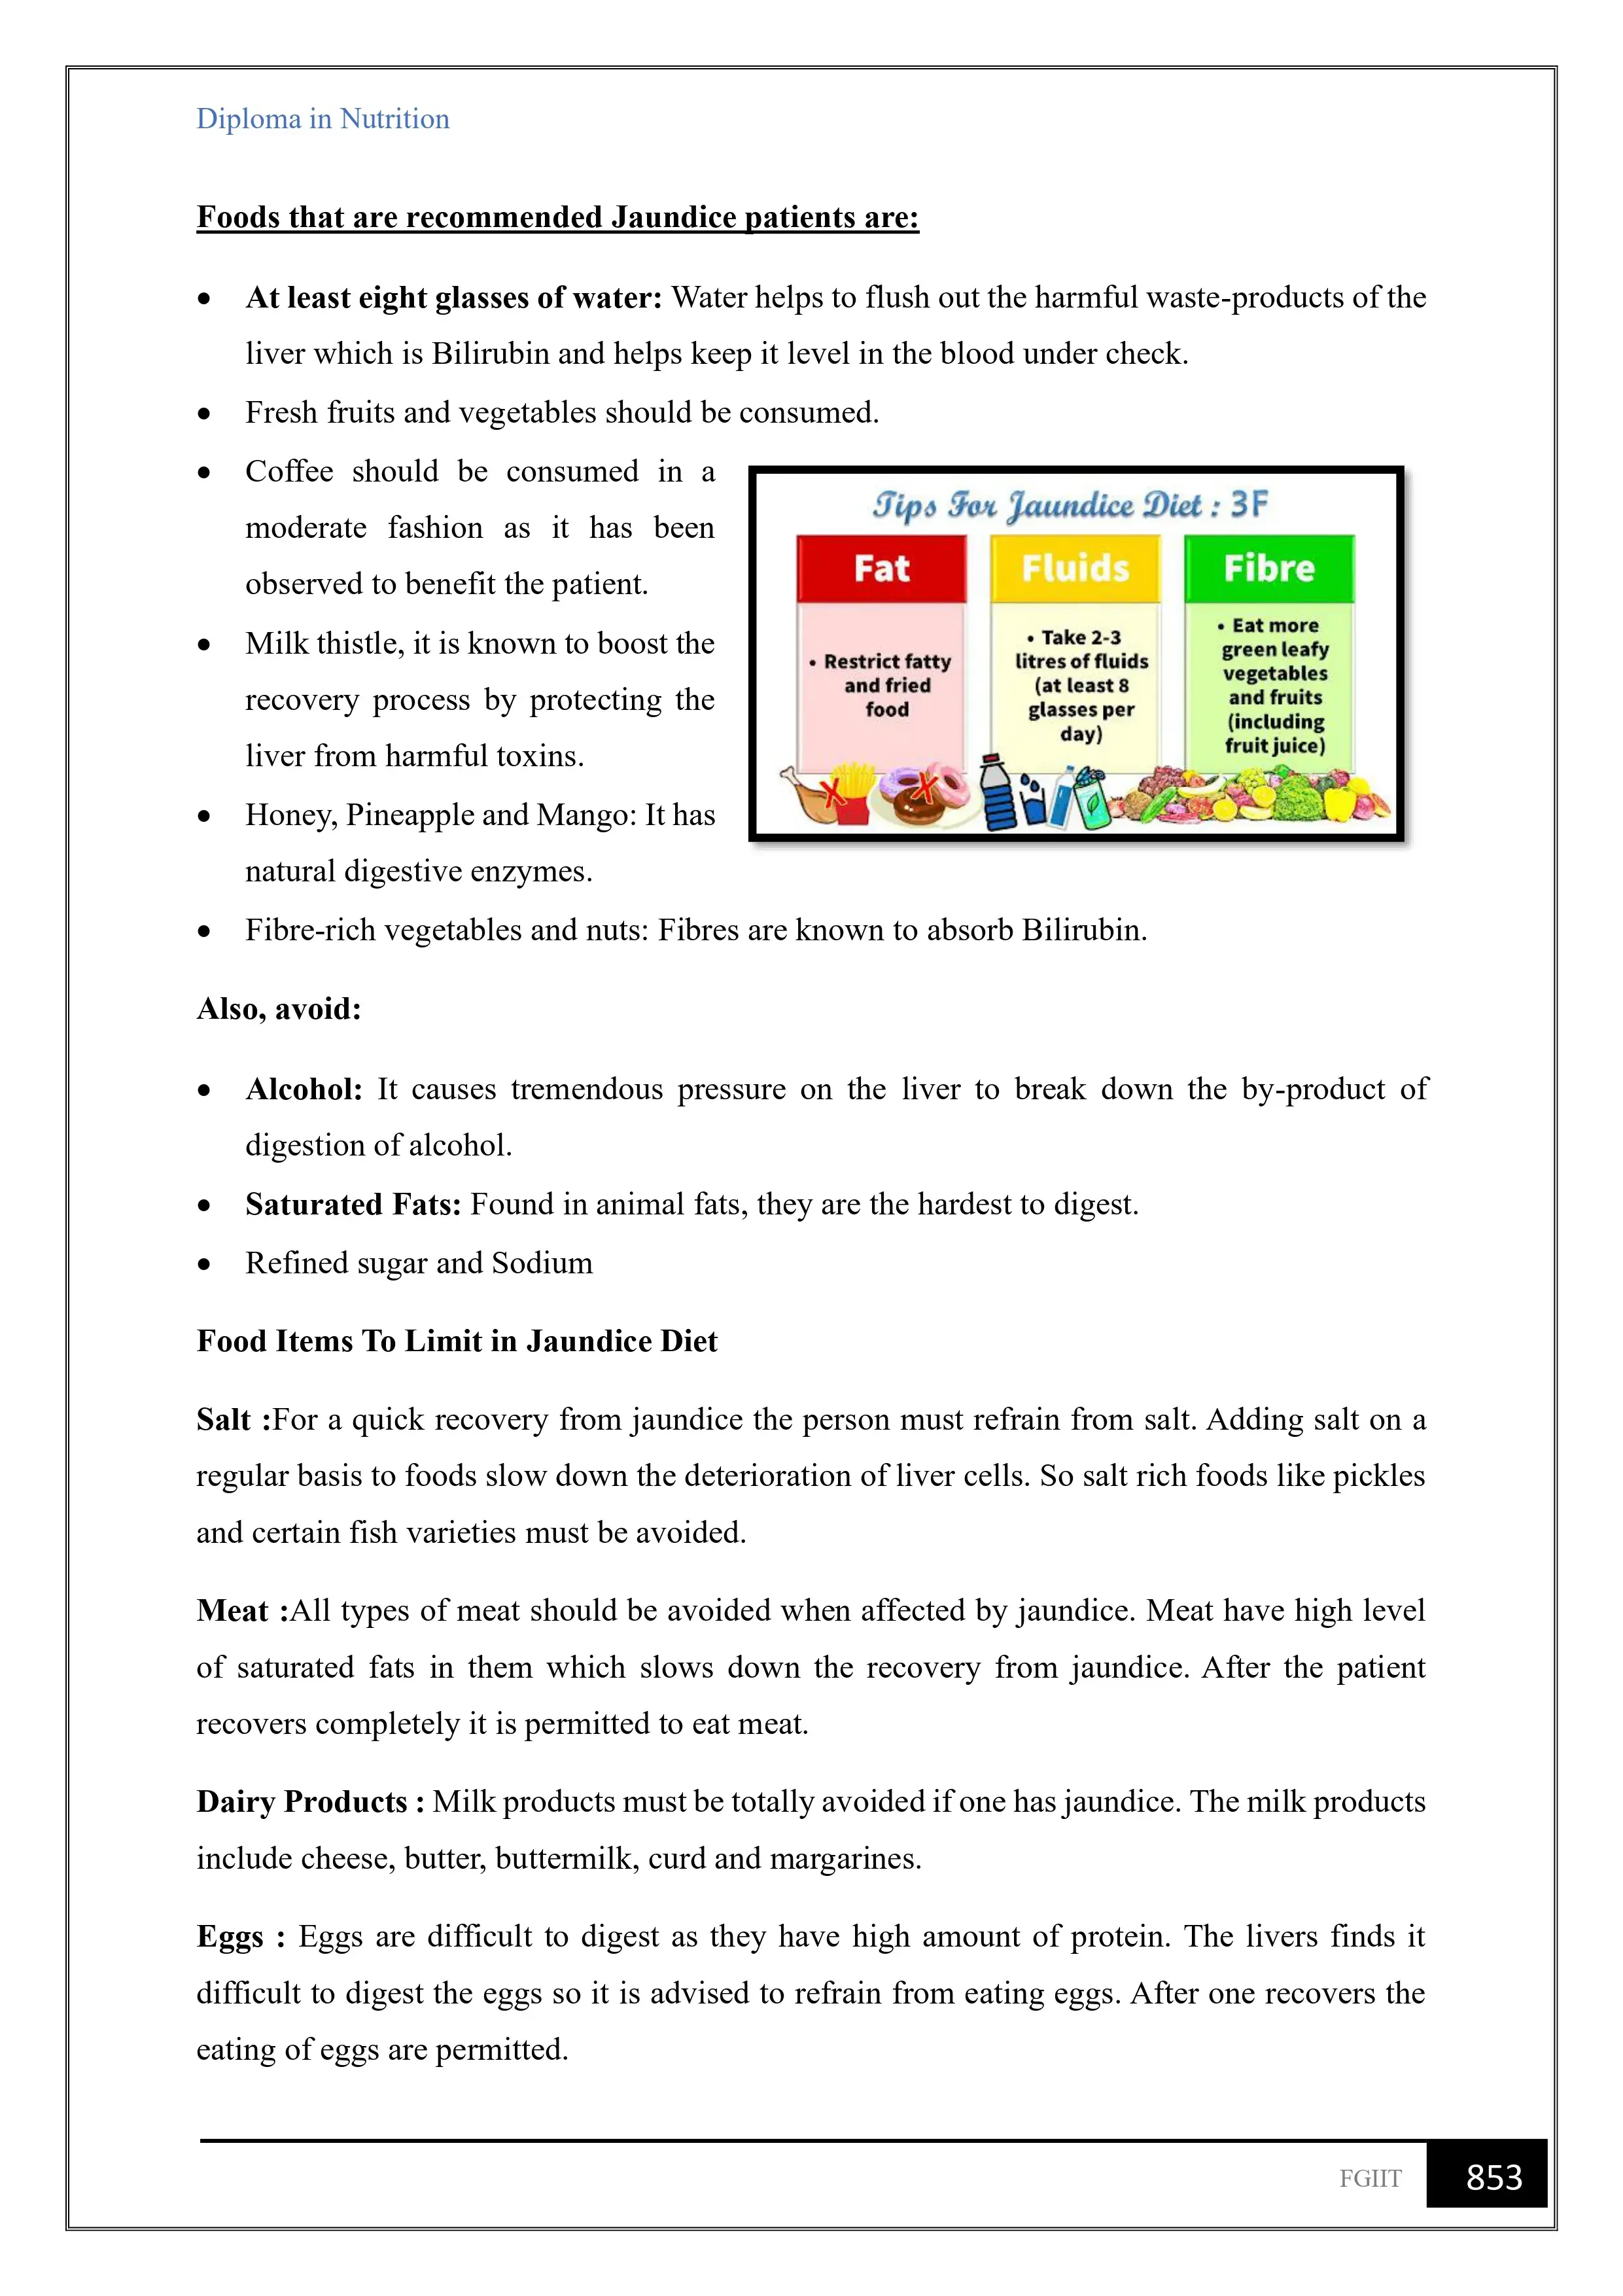 Diploma in Nutrition
Foods that are recommended Jaundice patients are:
• At least eight glasses of water: Water helps to flush out the harmful waste-products of the
liver which is Bilirubin and helps keep it level in the blood under check.
• Fresh fruits and vegetables should be consumed.
• Coffee should be consumed in a
moderate fashion as it has been
observed to benefit the patient.
• Milk thistle, it is known to boost the
recovery process by protecting the
liver from harmful toxins.
• Honey, Pineapple and Mango: It has
natural digestive enzymes.
Tips For Jaundice Diet : 3F
Fat
• Restrict fatty
and fried
food
Fluids
• Take 2-3
litres of fluids
(at least 8
glasses per
day)
Fibre
• Eat more
green leafy
vegetables
and fruits
(including
fruit juice)
• Fibre-rich vegetables and nuts: Fibres are known to absorb Bilirubin.
Also, avoid:
• Alcohol: It causes tremendous pressure on the liver to break down the by-product of
digestion of alcohol.
• Saturated Fats: Found in animal fats, they are the hardest to digest.
• Refined sugar and Sodium
Food Items To Limit in Jaundice Diet
Salt :For a quick recovery from jaundice the person must refrain from salt. Adding salt on a
regular basis to foods slow down the deterioration of liver cells. So salt rich foods like pickles
and certain fish varieties must be avoided.
Meat :All types of meat should be avoided when affected by jaundice. Meat have high level
of saturated fats in them which slows down the recovery from jaundice. After the patient
recovers completely it is permitted to eat meat.
Dairy Products : Milk products must be totally avoided if one has jaundice. The milk products
include cheese, butter, buttermilk, curd and margarines.
Eggs : Eggs are difficult to digest as they have high amount of protein. The livers finds it
difficult to digest the eggs so it is advised to refrain from eating eggs. After one recovers the
eating of eggs are permitted.
FGIIT 853